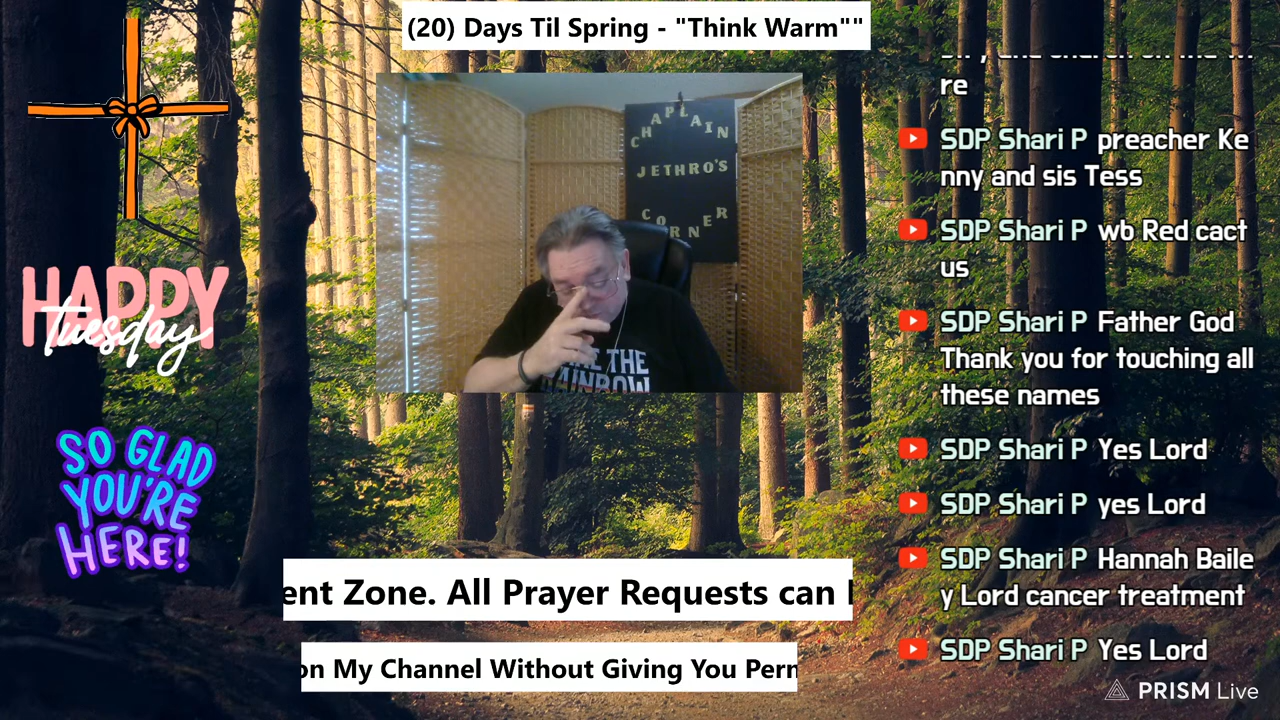 (20) Days Til Spring - "Think Warm""
CHAPLAIN
JETHRO'S
CORNER
THE
RAINBOW
HAPPY
Tuesday
SO GLAD
YOU'RE
HERE!
ent Zone. All Prayer Requests can
on My Channel Without Giving You
re
SDP Shari P preacher Ke
nny and sis Tess
SDP Shari P wb Red cact
us
SDP Shari P Father God
Thank you for touching all
these names
SDP Shari P Yes Lord
SDP Shari P yes Lord
SDP Shari P Hannah Baile
y Lord cancer treatment
SDP Shari P Yes Lord
PRISM Live